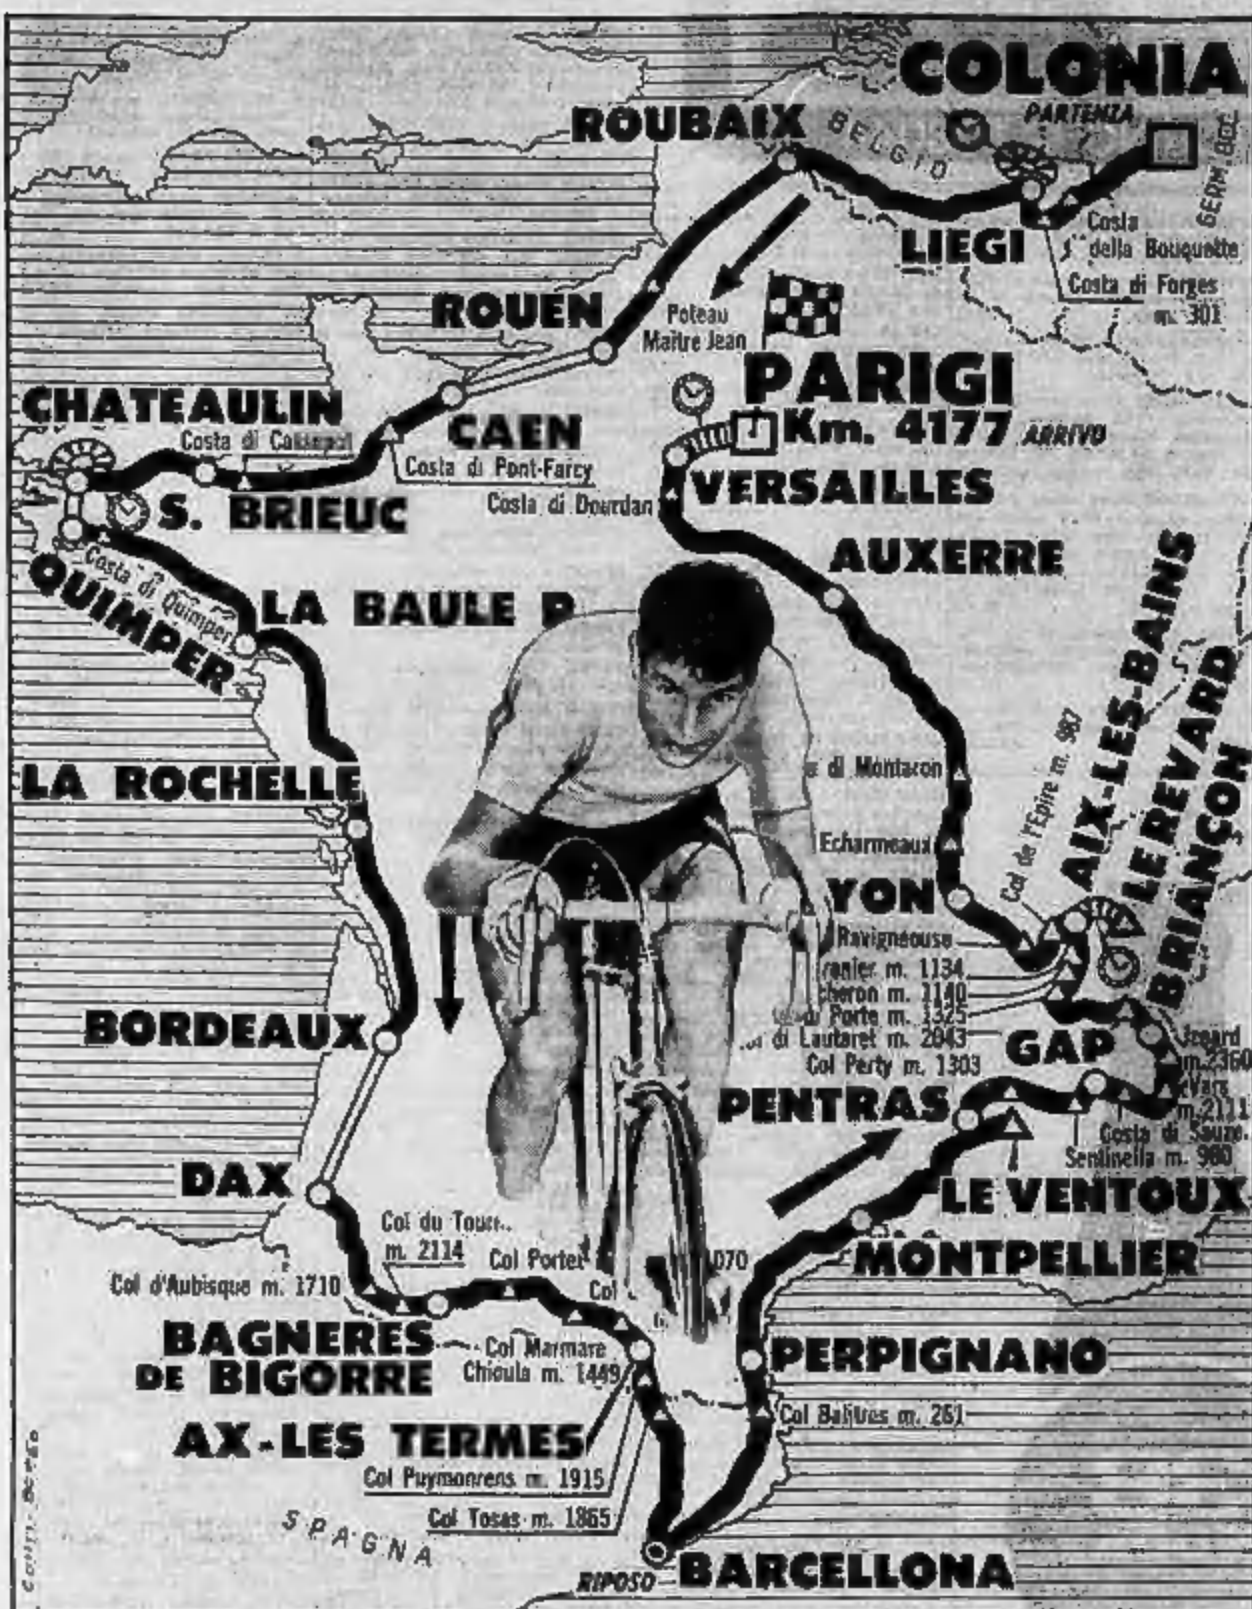 COLONIA
PARTENZA
ROUBAIX
BELGIO
GERM.
LIEGI
Costa
della Bouquette
Costa di Forges
m. 301
ROUEN
Poteau
Maitre Jean
PARIGI
Km. 4177 ARRIVO
CHATEAULIN
Costa di
CAEN
Costa di Pont-Farcy
Costa di Dourdan
VERSAILLES
S. BRIEUC
AUXERRE
QUIMPER
Costa di Quimper
LA BAULE P
AIX-LES-BAINS
LE REVARD
BRIANÇON
Col de l'Epire m. 987
LA ROCHELLE
di Montaron
Echarmeaux
YON
Ravigneouse
ranier m. 1134
cheron m. 1140
Porte m. 1325
di Lautaret m. 2043
Col Perty m. 1303
BORDEAUX
GAP
m. 2360
m. 2111
Costa di Sauze
Sentinella m. 980
PENTRAS
LE VENTOUX
DAX
Col du Tour..
m. 2114
Col Portet
070
Col
Col d'Aubisque m. 1710
MONTPELLIER
BAGNERES
DE BIGORRE
Col Marmare
Chioula m. 1449
PERPIGNANO
Col Balitres m. 261
AX-LES TERMES
Col Puymorens m. 1915
Col Tosas m. 1865
SPAGNA
RIPOSO
BARCELLONA